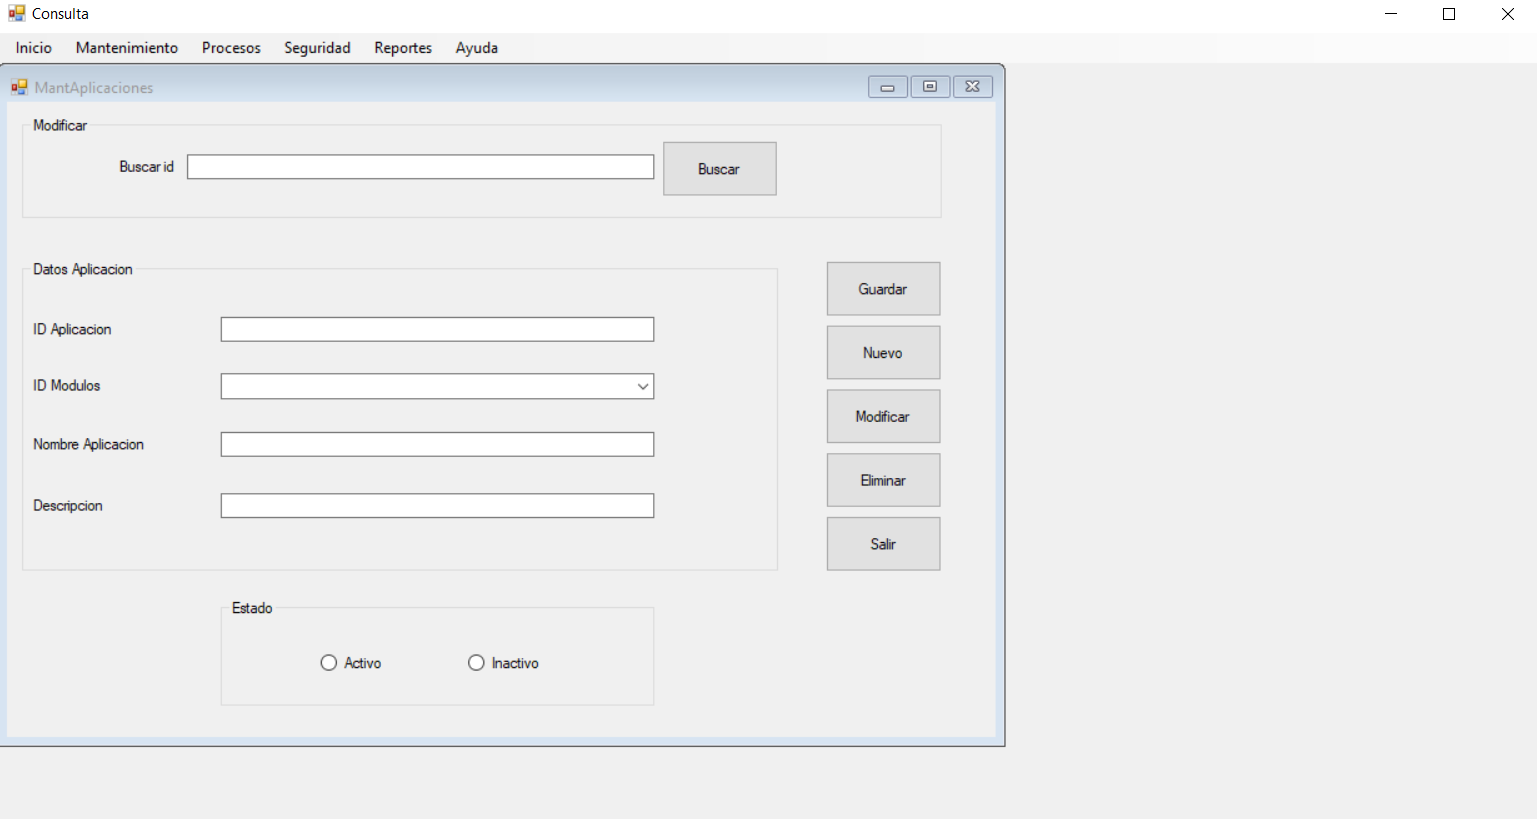 Consulta
Inicio Mantenimiento Procesos Seguridad Reportes Ayuda
MantAplicaciones
Modificar
Buscar id
Buscar
Datos Aplicacion
ID Aplicacion
ID Modulos
Nombre Aplicacion
Descripcion
Guardar
Nuevo
Modificar
Eliminar
Salir
Estado
Activo Inactivo